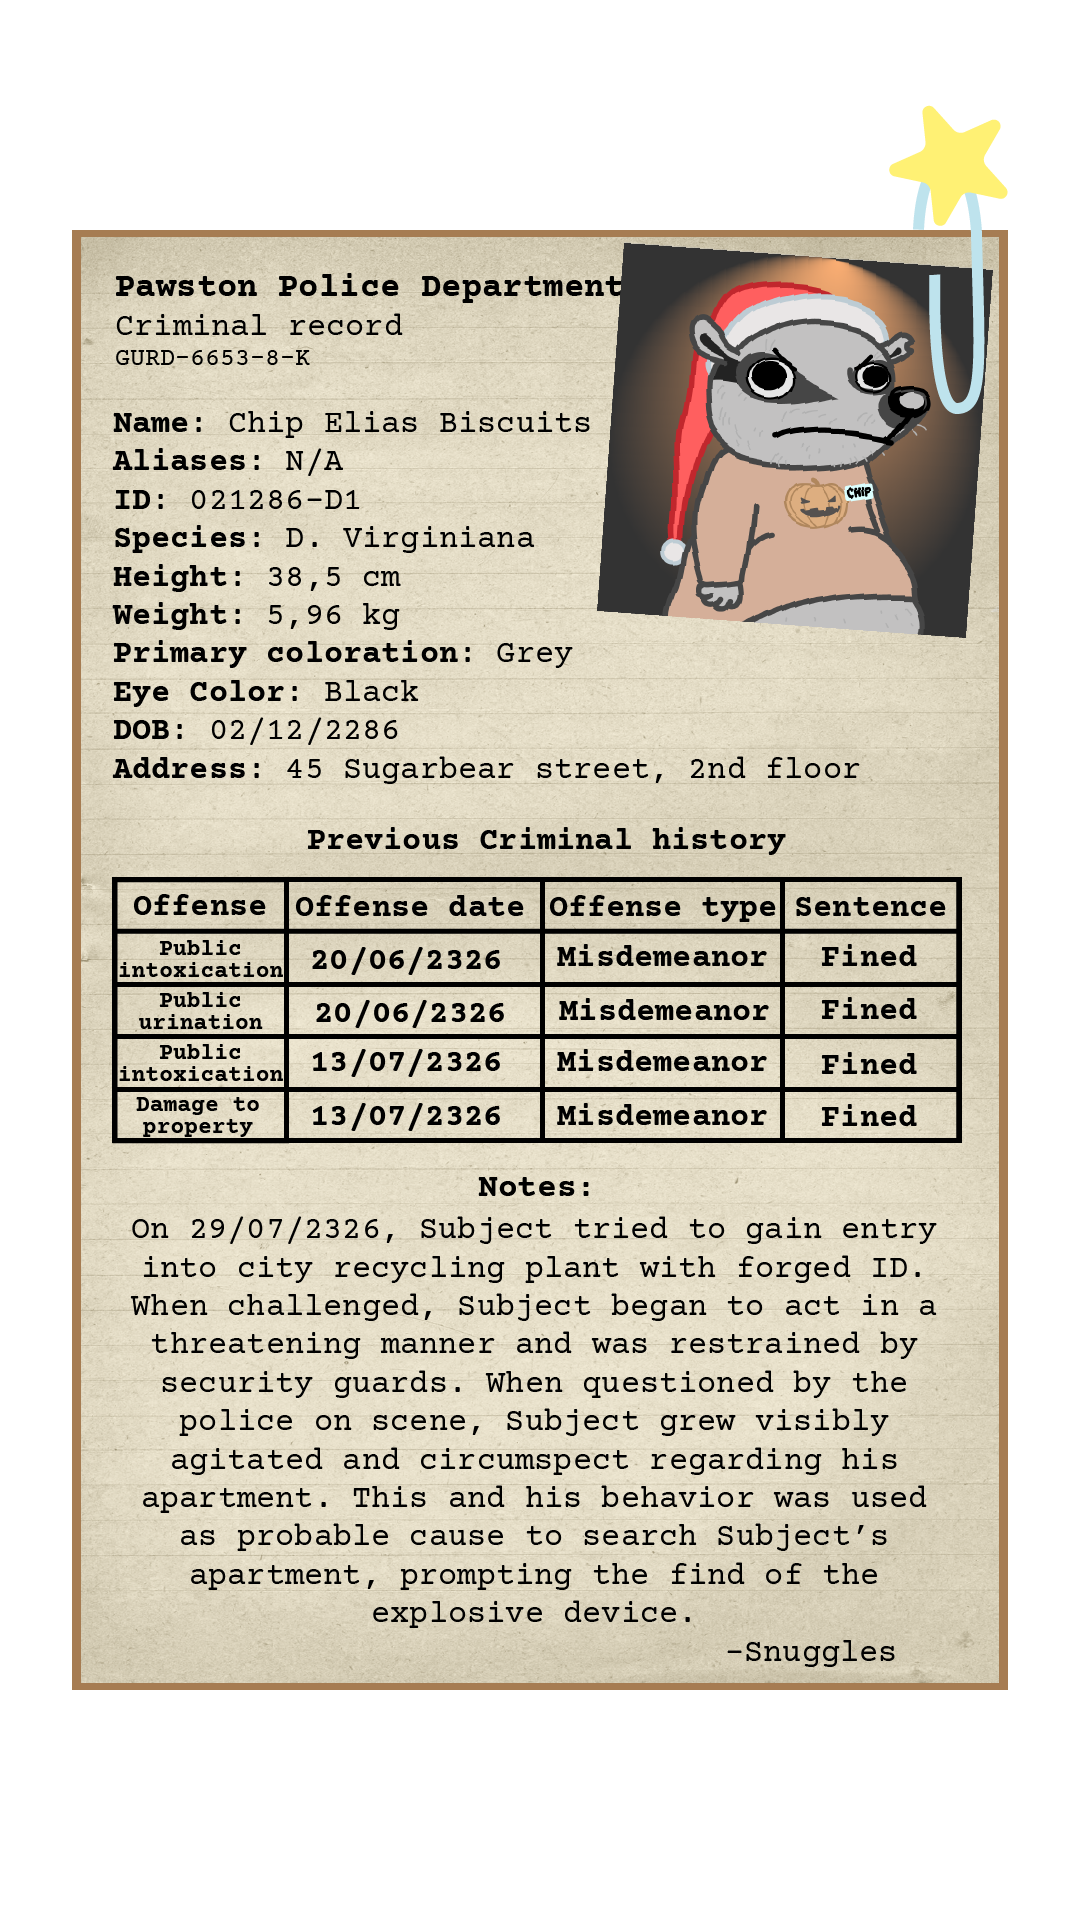 Pawston Police Department
Criminal record
GURD-6653-8-K
Name: Chip Elias Biscuits
Aliases: N/A
ID: 021286-D1
Species: D. Virginiana
Height: 38,5 cm
Weight: 5,96 kg
Primary coloration: Grey
Eye Color: Black
DOB: 02/12/2286
Address: 45 Sugarbear street, 2nd floor
CHIP
Previous Criminal history
Offense Offense date Offense type Sentence
Public
intoxication 20/06/2326 Misdemeanor Fined
Public
urination 20/06/2326 Misdemeanor Fined
Public
intoxication 13/07/2326 Misdemeanor Fined
Damage to
property 13/07/2326 Misdemeanor Fined
Notes:
On 29/07/2326, Subject tried to gain entry
into city recycling plant with forged ID.
When challenged, Subject began to act in a
threatening manner and was restrained by
security guards. When questioned by the
police on scene, Subject grew visibly
agitated and circumspect regarding his
apartment. This and his behavior was used
as probable cause to search Subject’s
apartment, prompting the find of the
explosive device.
-Snuggles